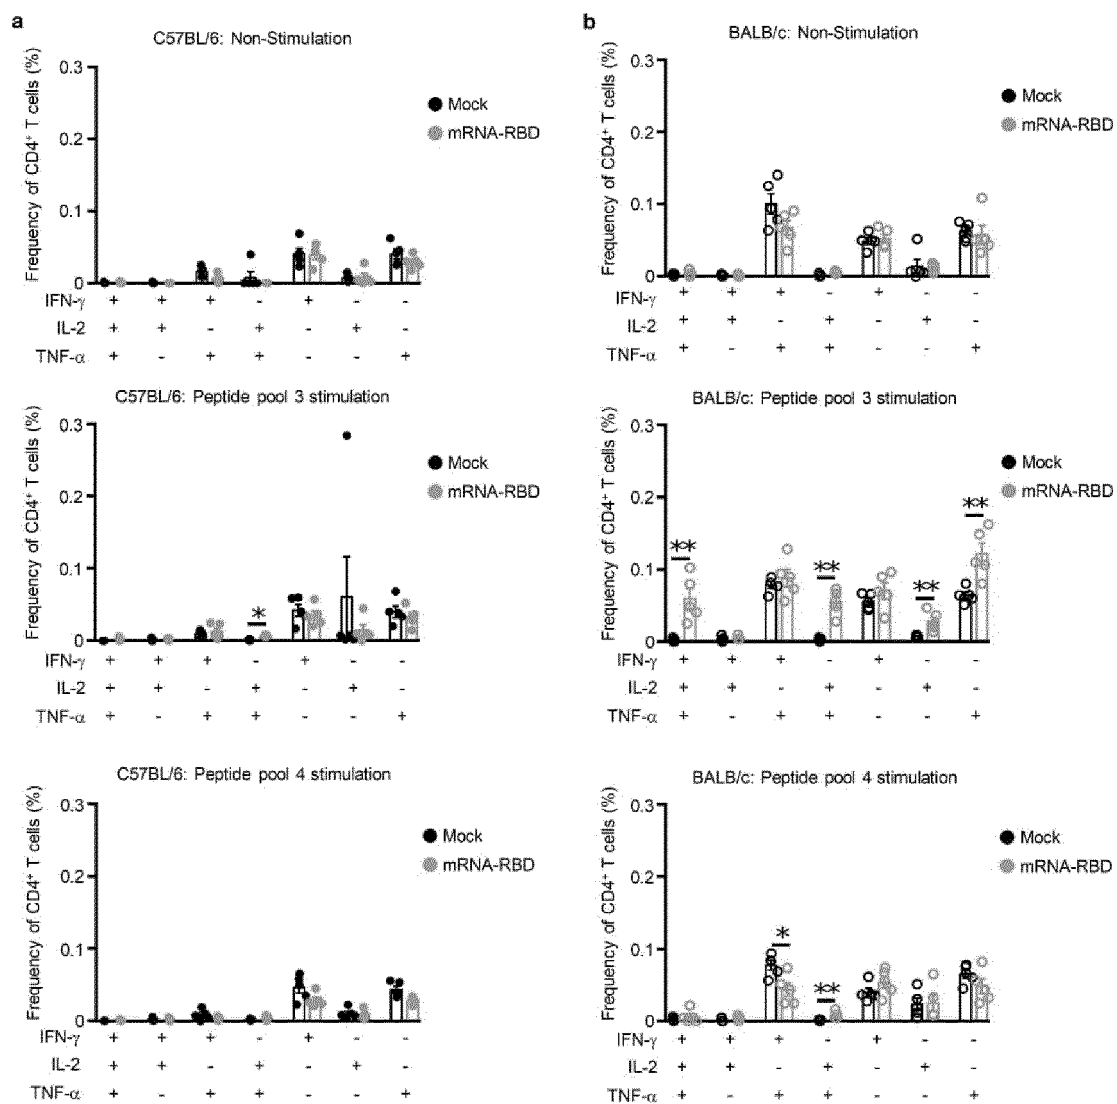 a
C57BL/6: Non-Stimulation
Frequency of CD4⁺ T cells (%)
0.3
0.2
0.1
0
Mock
mRNA-RBD
IFN-γ + + + - + - -
IL-2 + + - + - + -
TNF-α + - + + - - +
C57BL/6: Peptide pool 3 stimulation
Frequency of CD4⁺ T cells (%)
0.3
0.2
0.1
0
Mock
mRNA-RBD
*
IFN-γ + + + - + - -
IL-2 + + - + - + -
TNF-α + - + + - - +
C57BL/6: Peptide pool 4 stimulation
Frequency of CD4⁺ T cells (%)
0.3
0.2
0.1
0
Mock
mRNA-RBD
IFN-γ + + + - + - -
IL-2 + + - + - + -
TNF-α + - + + - - +
b
BALB/c: Non-Stimulation
Frequency of CD4⁺ T cells (%)
0.3
0.2
0.1
0
Mock
mRNA-RBD
IFN-γ + + + - + - -
IL-2 + + - + - + -
TNF-α + - + + - - +
BALB/c: Peptide pool 3 stimulation
Frequency of CD4⁺ T cells (%)
0.3
0.2
0.1
0
Mock
mRNA-RBD
** ** ** **
IFN-γ + + + - + - -
IL-2 + + - + - + -
TNF-α + - + + - - +
BALB/c: Peptide pool 4 stimulation
Frequency of CD4⁺ T cells (%)
0.3
0.2
0.1
0
Mock
mRNA-RBD
* **
IFN-γ + + + - + - -
IL-2 + + - + - + -
TNF-α + - + + - - +